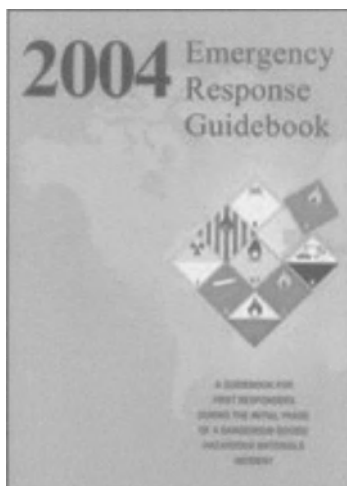 2004 Emergency
Response
Guidebook
A GUIDEBOOK FOR
FIRST RESPONDERS
DURING THE INITIAL PHASE
OF A DANGEROUS GOODS/
HAZARDOUS MATERIALS
INCIDENT